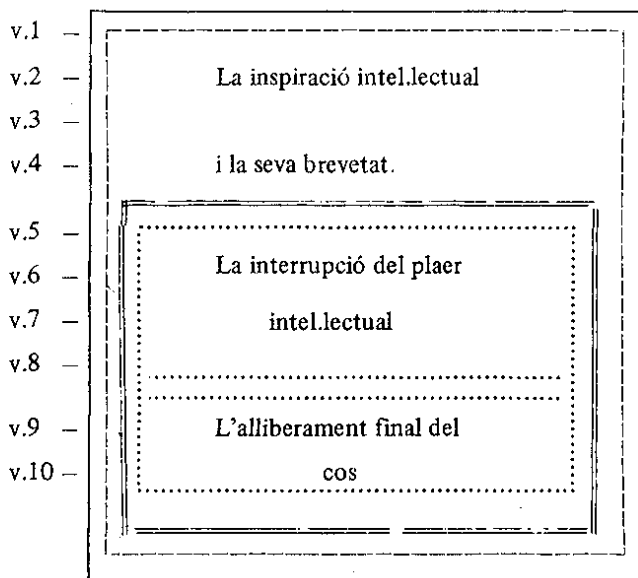 v.1 –
v.2 – La inspiració intel.lectual
v.3 –
v.4 – i la seva brevetat.
v.5 –
v.6 – La interrupció del plaer
v.7 – intel.lectual
v.8 –
v.9 – L'alliberament final del
v.10 – cos